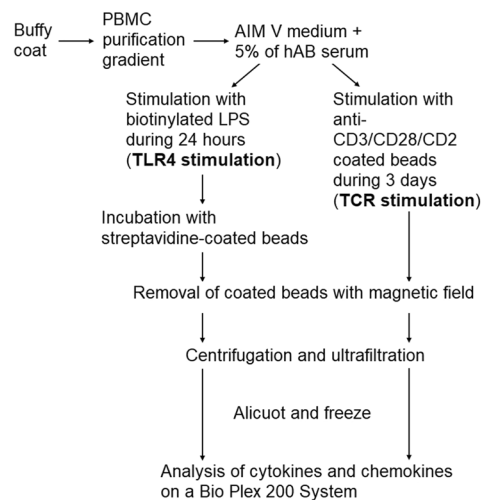 Buffy
coat
PBMC
purification
gradient
AIM V medium +
5% of hAB serum
Stimulation with
biotinylated LPS
during 24 hours
(TLR4 stimulation)
Stimulation with
anti-
CD3/CD28/CD2
coated beads
during 3 days
(TCR stimulation)
Incubation with
streptavidine-coated beads
Removal of coated beads with magnetic field
Centrifugation and ultrafiltration
Alicuot and freeze
Analysis of cytokines and chemokines
on a Bio Plex 200 System